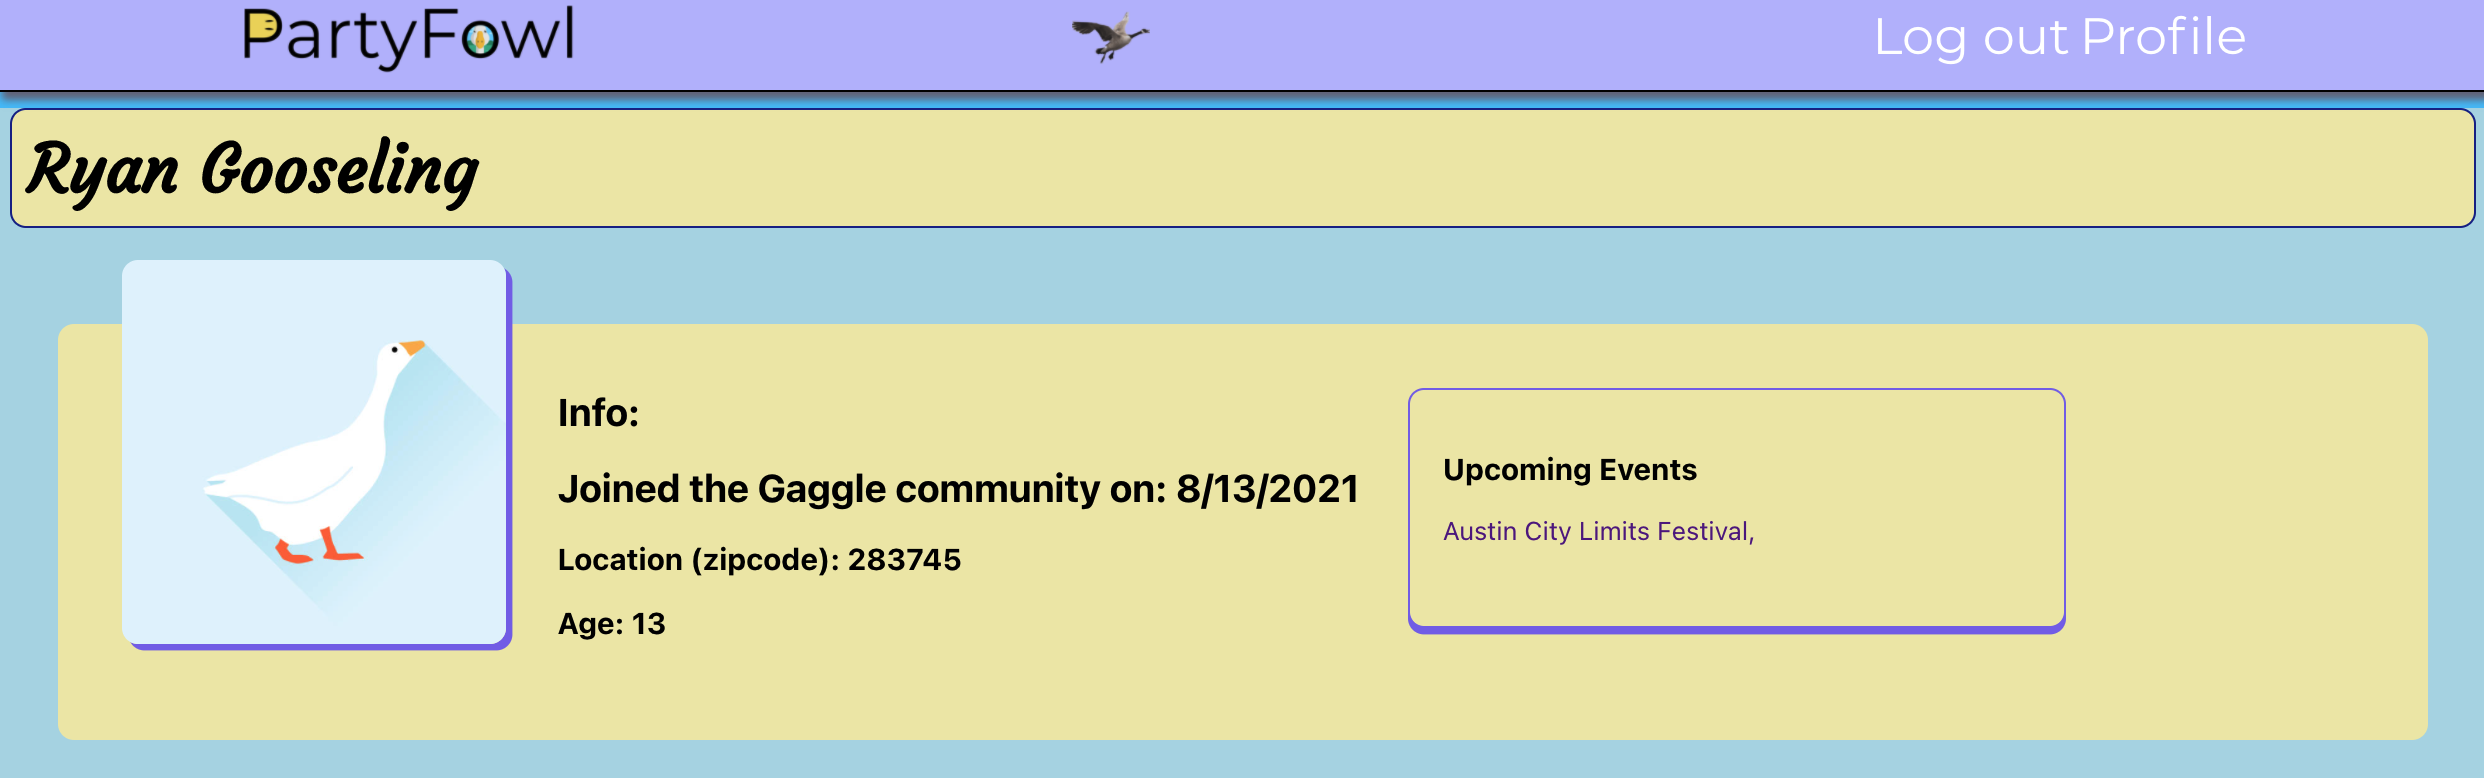 PartyFowl
Log out Profile
Ryan Gooseling
Info:
Joined the Gaggle community on: 8/13/2021
Location (zipcode): 283745
Age: 13
Upcoming Events
Austin City Limits Festival,